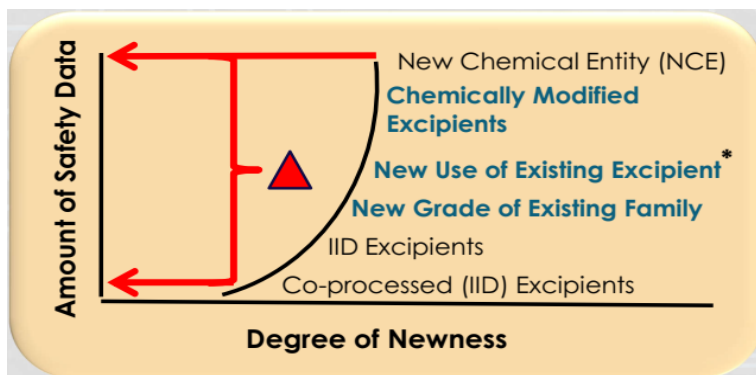 Amount of Safety Data
New Chemical Entity (NCE)
Chemically Modified
Excipients
New Use of Existing Excipient*
New Grade of Existing Family
IID Excipients
Co-processed (IID) Excipients
Degree of Newness